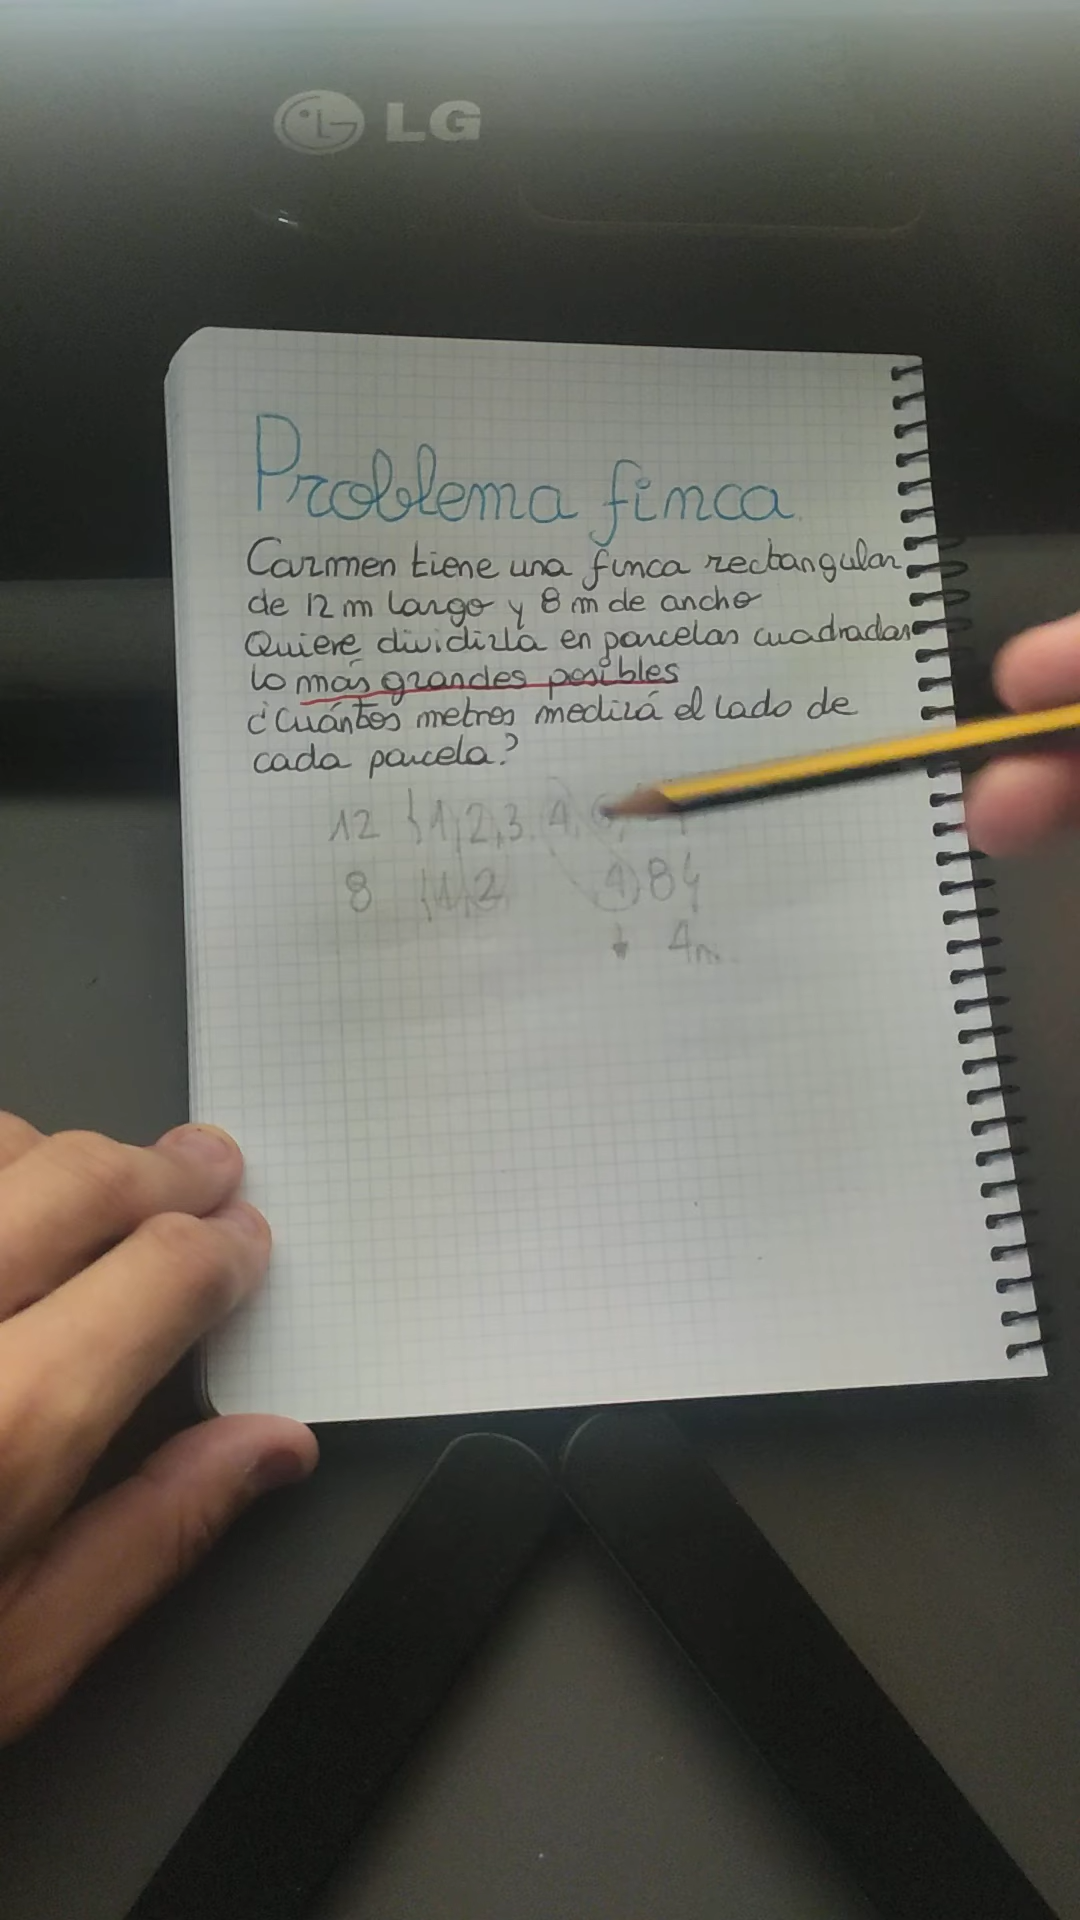 LG
Problema finca
Carmen tiene una finca rectangular
de 12 m largo y 8 m de ancho
Quiere dividirla en parcelas cuadradas
lo más grandes posibles
¿Cuántos metros medirá el lado de
cada parcela?
12 {1,2,3,4,6,
8 {1,2 4)8}
4m